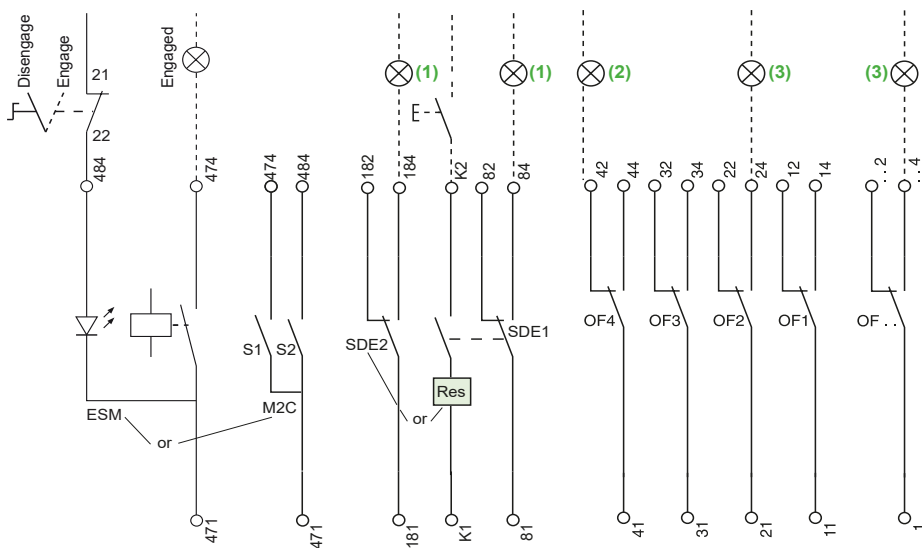 Disengage
Engage
Engaged
(1)
(1)
(2)
(3)
(3)
21
22
484
474
474
484
182
184
K2
82
84
42
44
32
34
22
24
12
14
. . 2
. . 4
S1
S2
SDE2
SDE1
OF4
OF3
OF2
OF1
OF . .
Res
ESM
or
M2C
or
471
471
181
K1
81
41
31
21
11
1